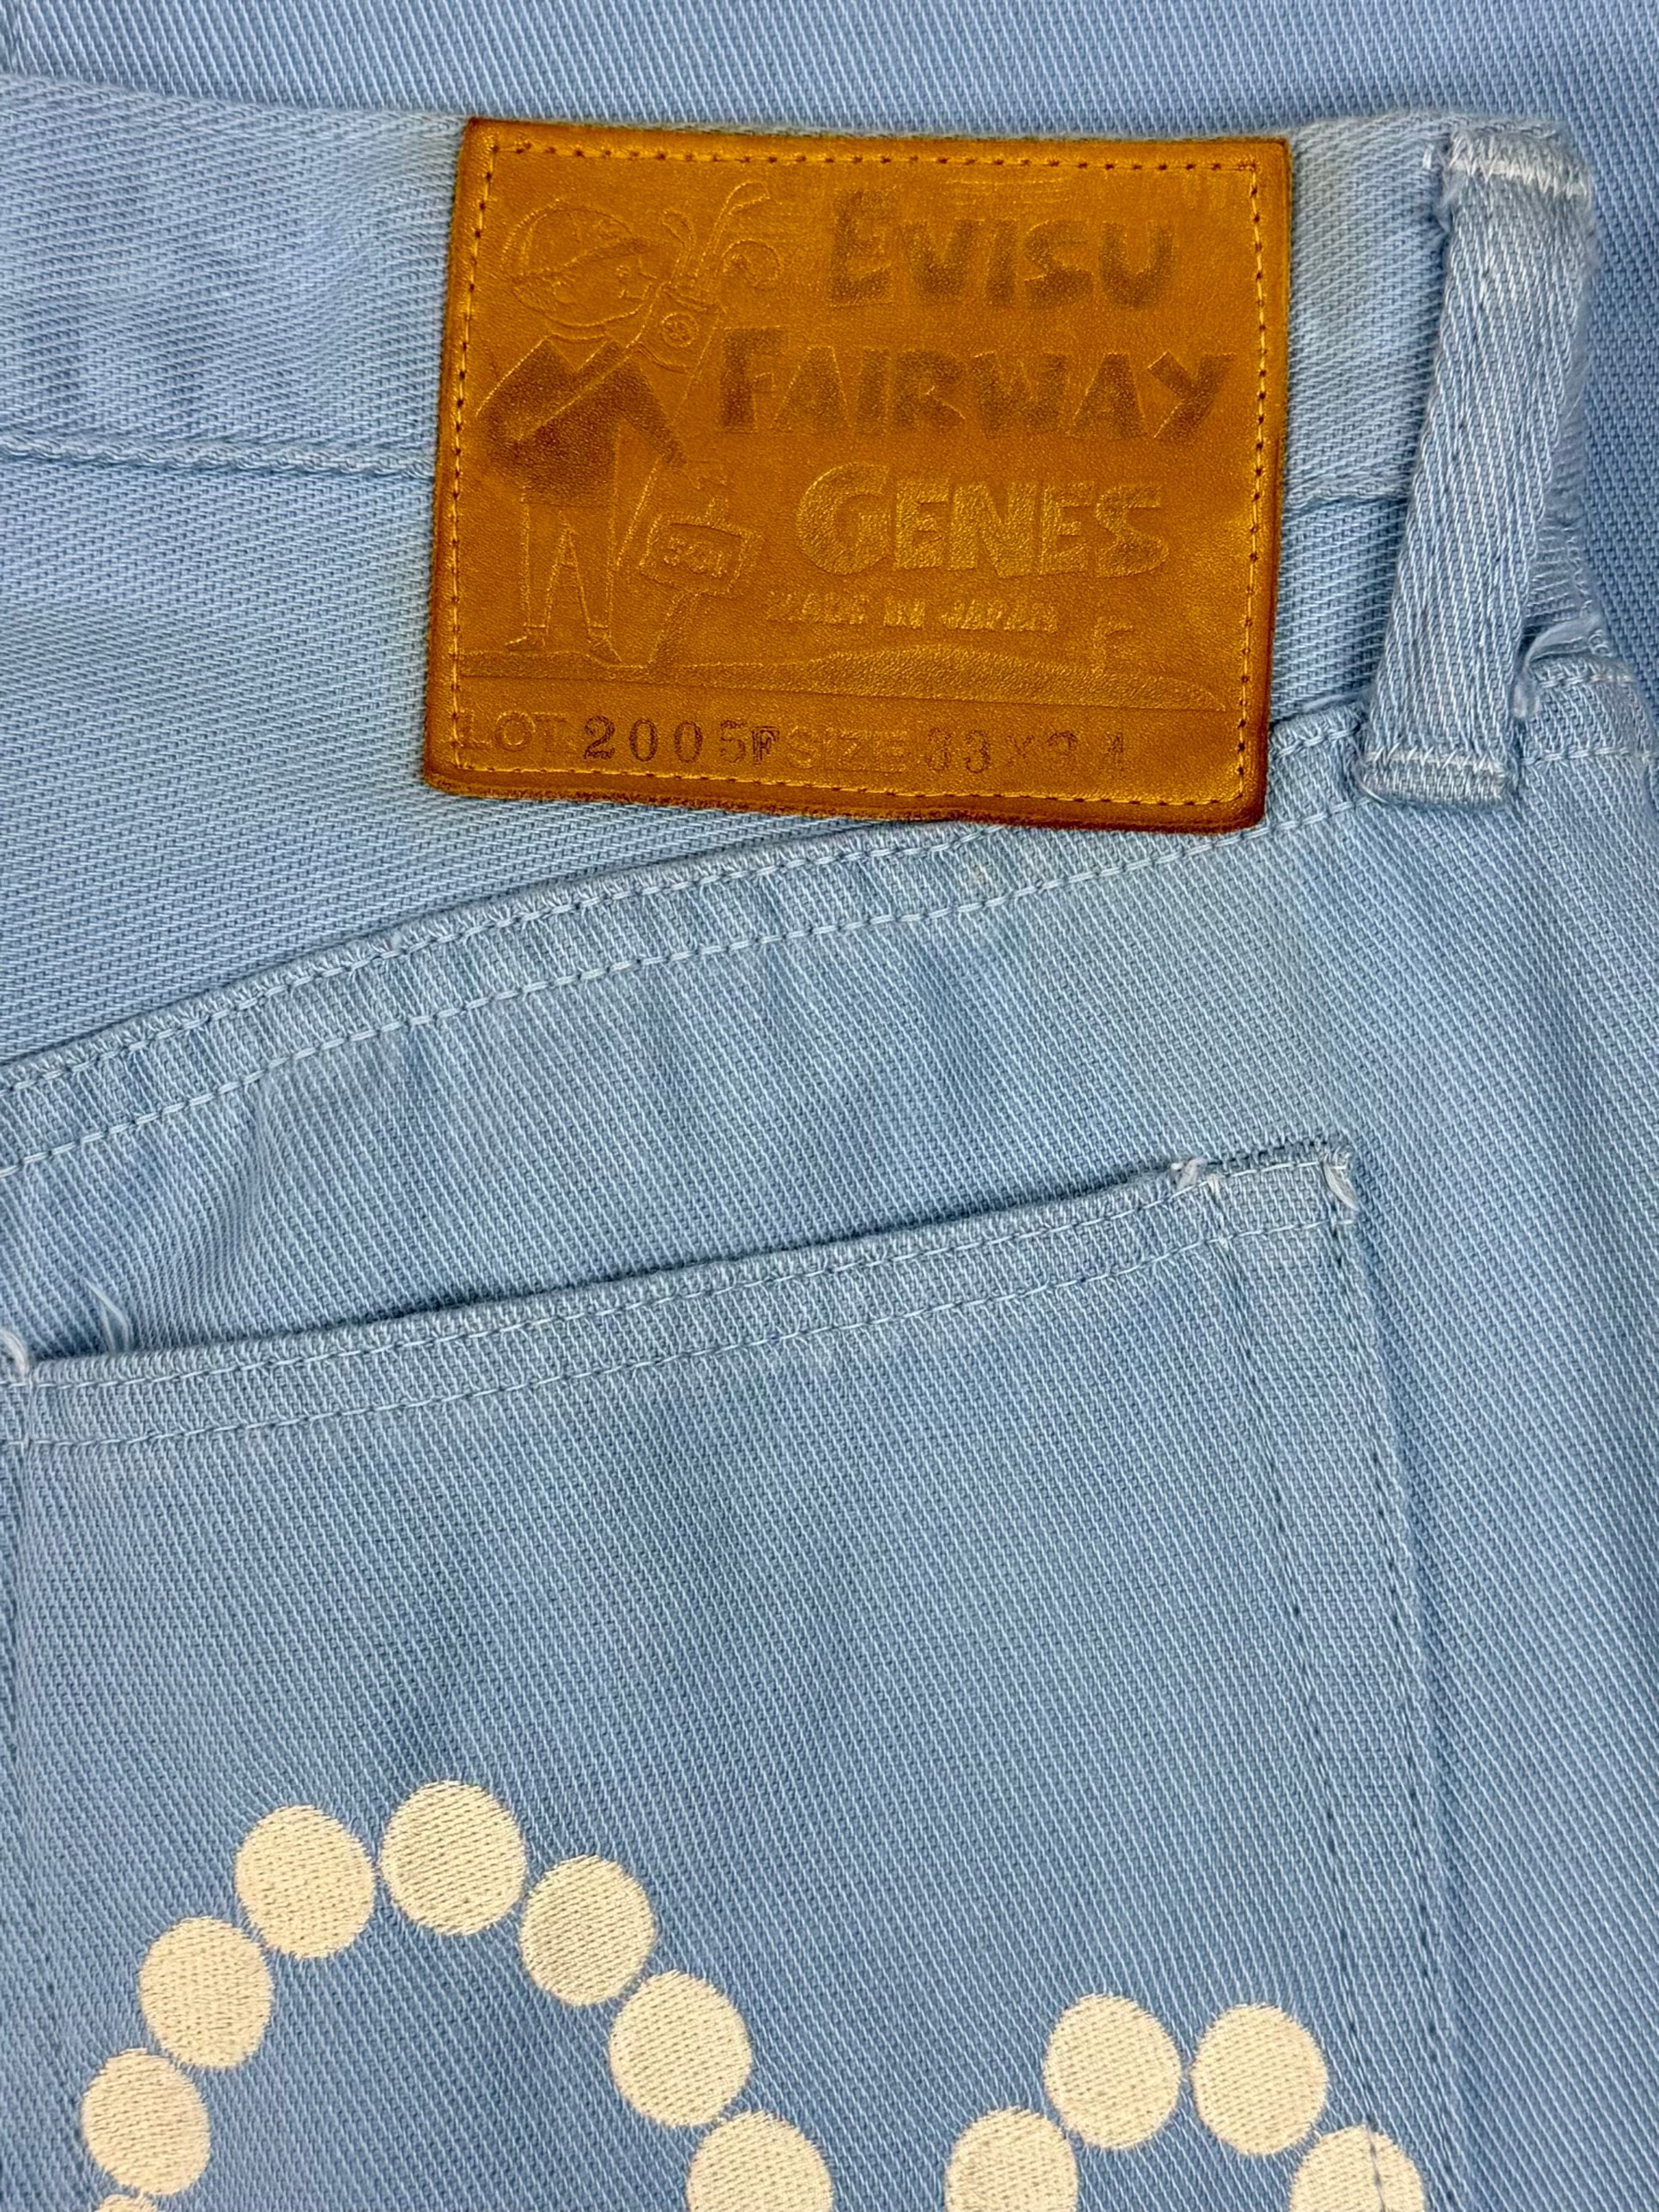 EVISU
FAIRWAY
GENES
MADE IN JAPAN
LOT. 2005F SIZE 33×34